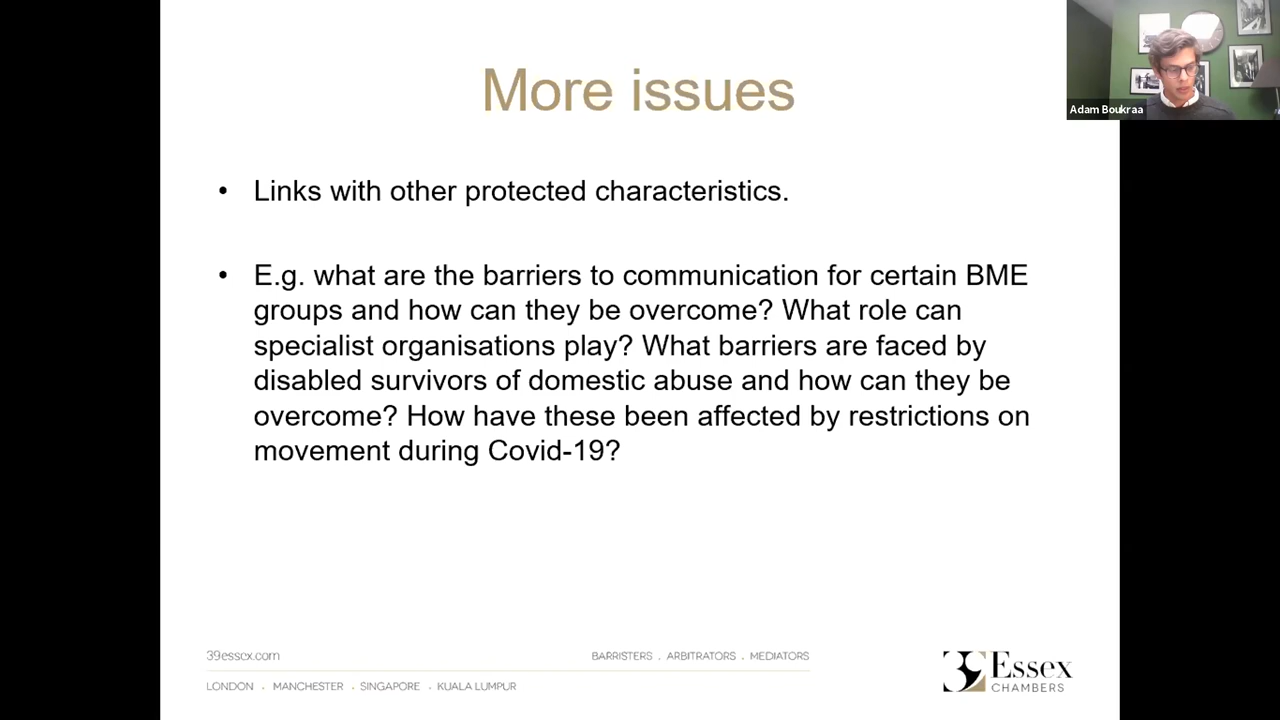 More issues
Adam Boukraa
• Links with other protected characteristics.
• E.g. what are the barriers to communication for certain BME
groups and how can they be overcome? What role can
specialist organisations play? What barriers are faced by
disabled survivors of domestic abuse and how can they be
overcome? How have these been affected by restrictions on
movement during Covid-19?
39essex.com
BARRISTERS . ARBITRATORS . MEDIATORS
LONDON . MANCHESTER . SINGAPORE . KUALA LUMPUR
39 Essex
CHAMBERS